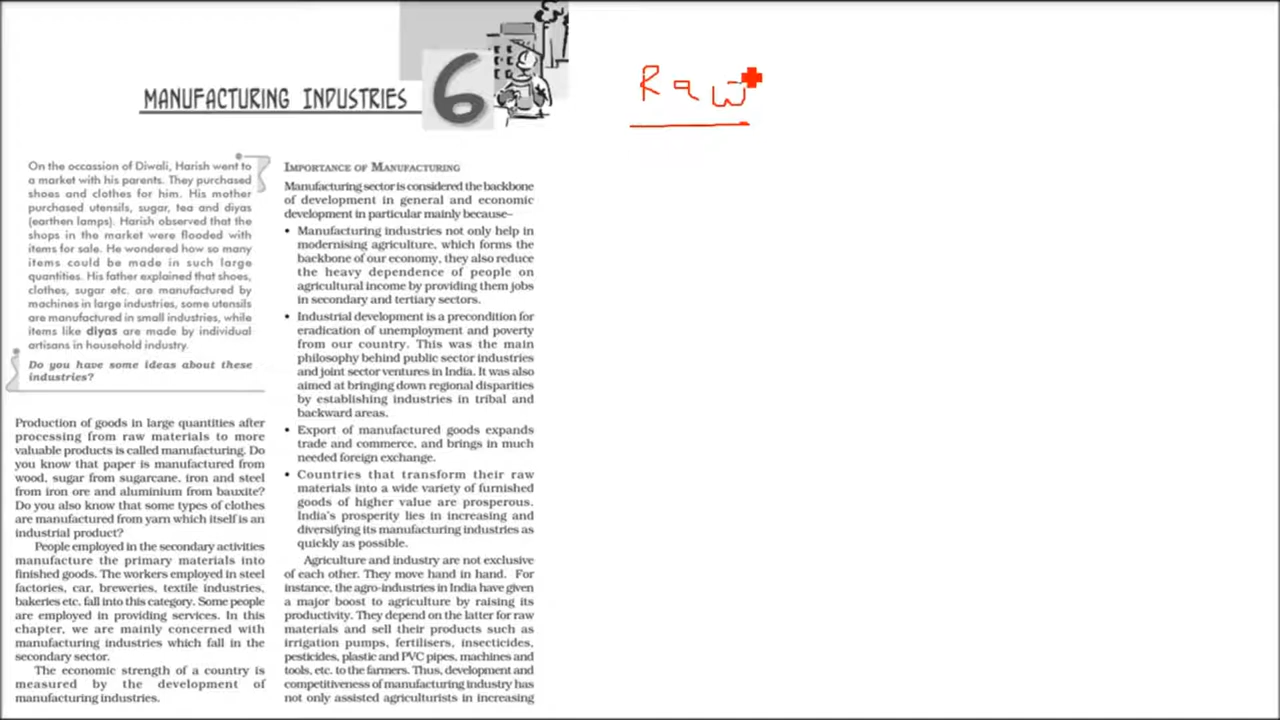 MANUFACTURING INDUSTRIES
6
Raw
On the occassion of Diwali, Harish went to
a market with his parents. They purchased
shoes and clothes for him. His mother
purchased utensils, sugar, tea and diyas
(earthen lamps). Harish observed that the
shops in the market were flooded with
items for sale. He wondered how so many
items could be made in such large
quantities. His father explained that shoes,
clothes, sugar etc. are manufactured by
machines in large industries, some utensils
are manufactured in small industries, while
items like diyas are made by individual
artisans in household industry.
Do you have some ideas about these
industries?
Production of goods in large quantities after
processing from raw materials to more
valuable products is called manufacturing. Do
you know that paper is manufactured from
wood, sugar from sugarcane, iron and steel
from iron ore and aluminium from bauxite?
Do you also know that some types of clothes
are manufactured from yarn which itself is an
industrial product?
People employed in the secondary activities
manufacture the primary materials into
finished goods. The workers employed in steel
factories, car, breweries, textile industries,
bakeries etc. fall into this category. Some people
are employed in providing services. In this
chapter, we are mainly concerned with
manufacturing industries which fall in the
secondary sector.
The economic strength of a country is
measured by the development of
manufacturing industries.
IMPORTANCE OF MANUFACTURING
Manufacturing sector is considered the backbone
of development in general and economic
development in particular mainly because–
• Manufacturing industries not only help in
modernising agriculture, which forms the
backbone of our economy, they also reduce
the heavy dependence of people on
agricultural income by providing them jobs
in secondary and tertiary sectors.
• Industrial development is a precondition for
eradication of unemployment and poverty
from our country. This was the main
philosophy behind public sector industries
and joint sector ventures in India. It was also
aimed at bringing down regional disparities
by establishing industries in tribal and
backward areas.
• Export of manufactured goods expands
trade and commerce, and brings in much
needed foreign exchange.
• Countries that transform their raw
materials into a wide variety of furnished
goods of higher value are prosperous.
India's prosperity lies in increasing and
diversifying its manufacturing industries as
quickly as possible.
Agriculture and industry are not exclusive
of each other. They move hand in hand. For
instance, the agro-industries in India have given
a major boost to agriculture by raising its
productivity. They depend on the latter for raw
materials and sell their products such as
irrigation pumps, fertilisers, insecticides,
pesticides, plastic and PVC pipes, machines and
tools, etc. to the farmers. Thus, development and
competitiveness of manufacturing industry has
not only assisted agriculturists in increasing